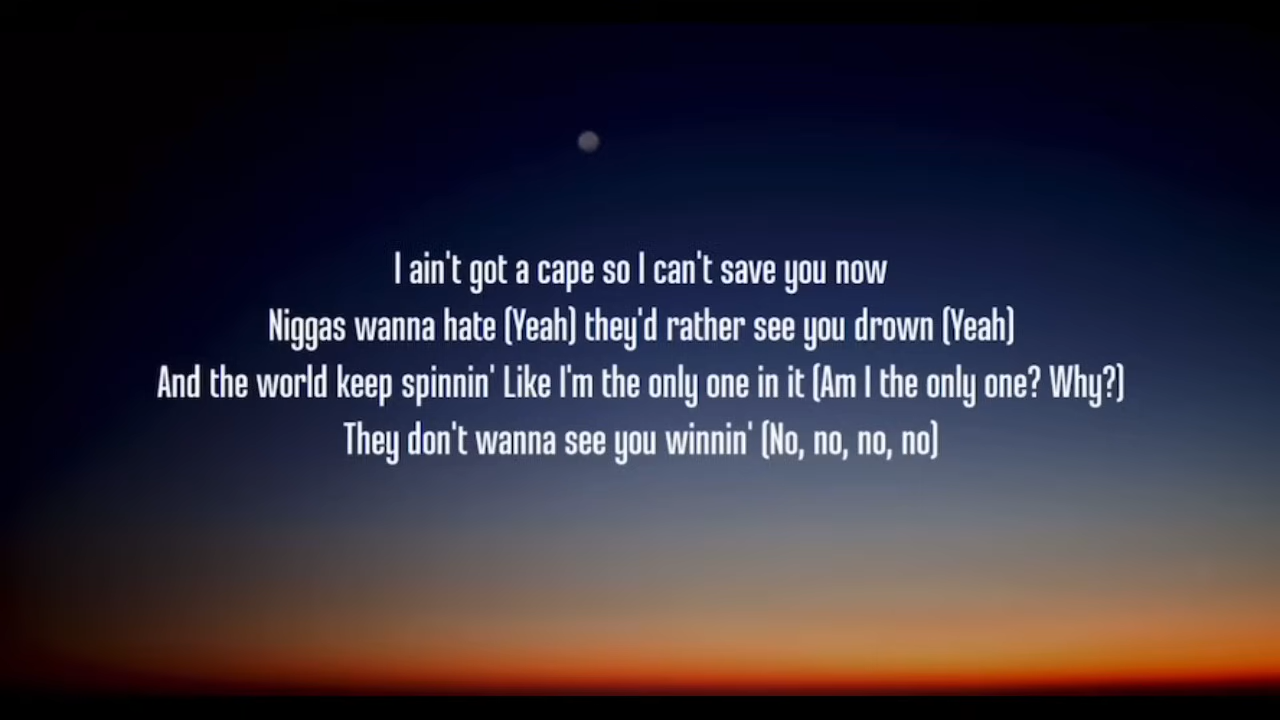 I ain't got a cape so I can't save you now
Niggas wanna hate (Yeah) they'd rather see you drown (Yeah)
And the world keep spinnin' Like I'm the only one in it (Am I the only one? Why?)
They don't wanna see you winnin' (No, no, no, no)